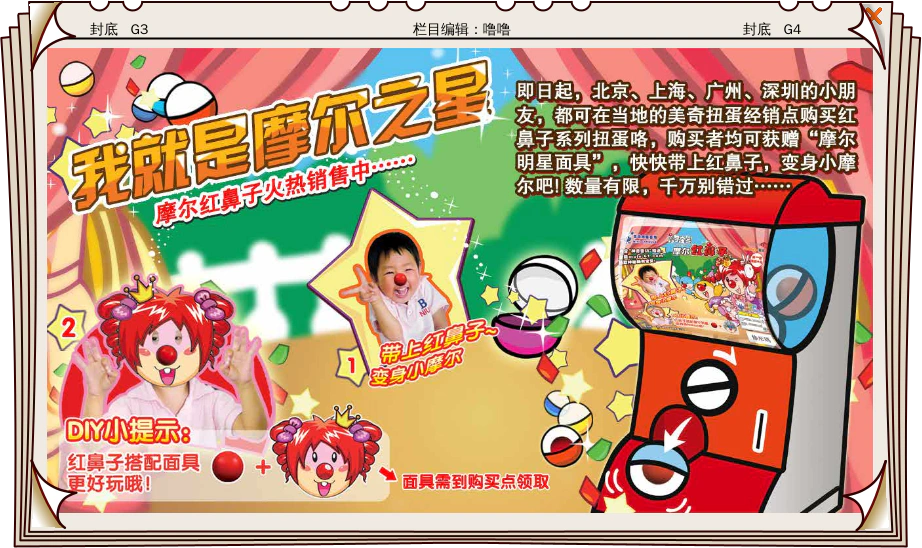 封底 G3
栏目编辑：噜噜
封底 G4
我就是摩尔之星
摩尔红鼻子火热销售中……
即日起，北京、上海、广州、深圳的小朋
友，都可在当地的美奇扭蛋经销点购买红
鼻子系列扭蛋咯，购买者均可获赠“摩尔
明星面具”，快快带上红鼻子，变身小摩
尔吧！数量有限，千万别错过……
1
带上红鼻子~
变身小摩尔
2
DIY小提示：
红鼻子搭配面具
更好玩哦！
+
面具需到购买点领取